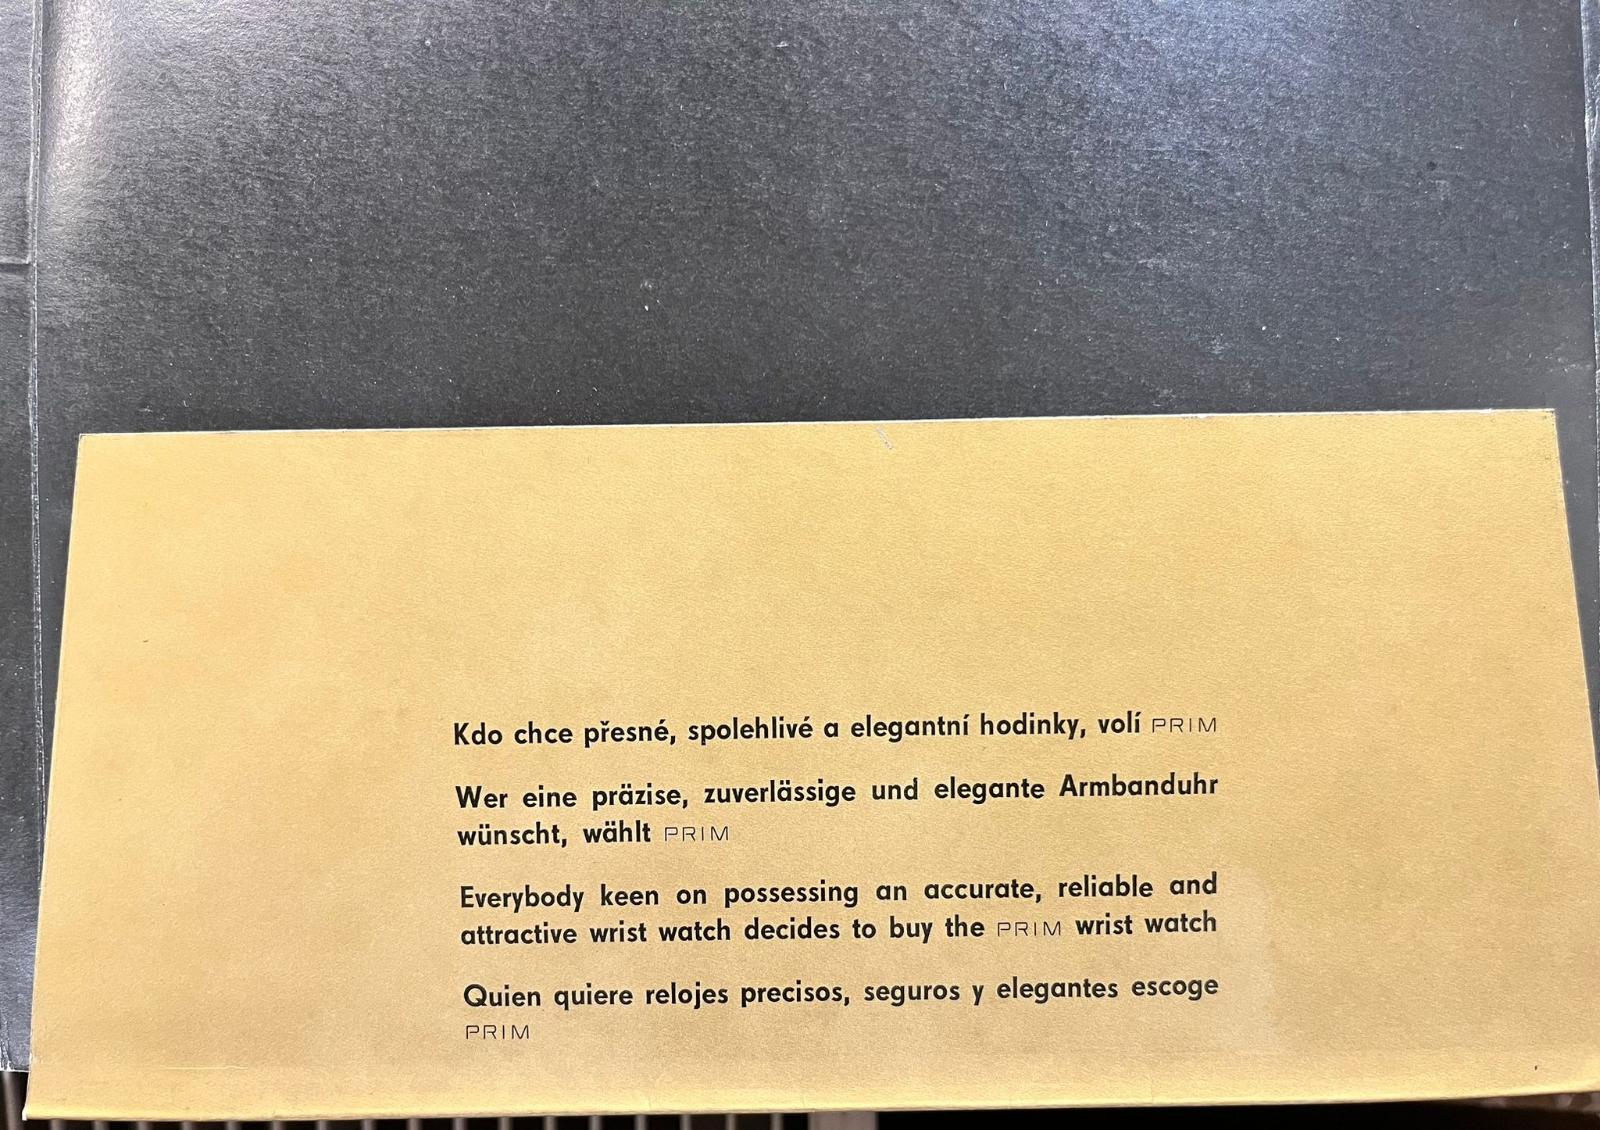 Kdo chce přesné, spolehlivé a elegantní hodinky, volí PRIM
Wer eine präzise, zuverlässige und elegante Armbanduhr
wünscht, wählt PRIM
Everybody keen on possessing an accurate, reliable and
attractive wrist watch decides to buy the PRIM wrist watch
Quien quiere relojes precisos, seguros y elegantes escoge
PRIM